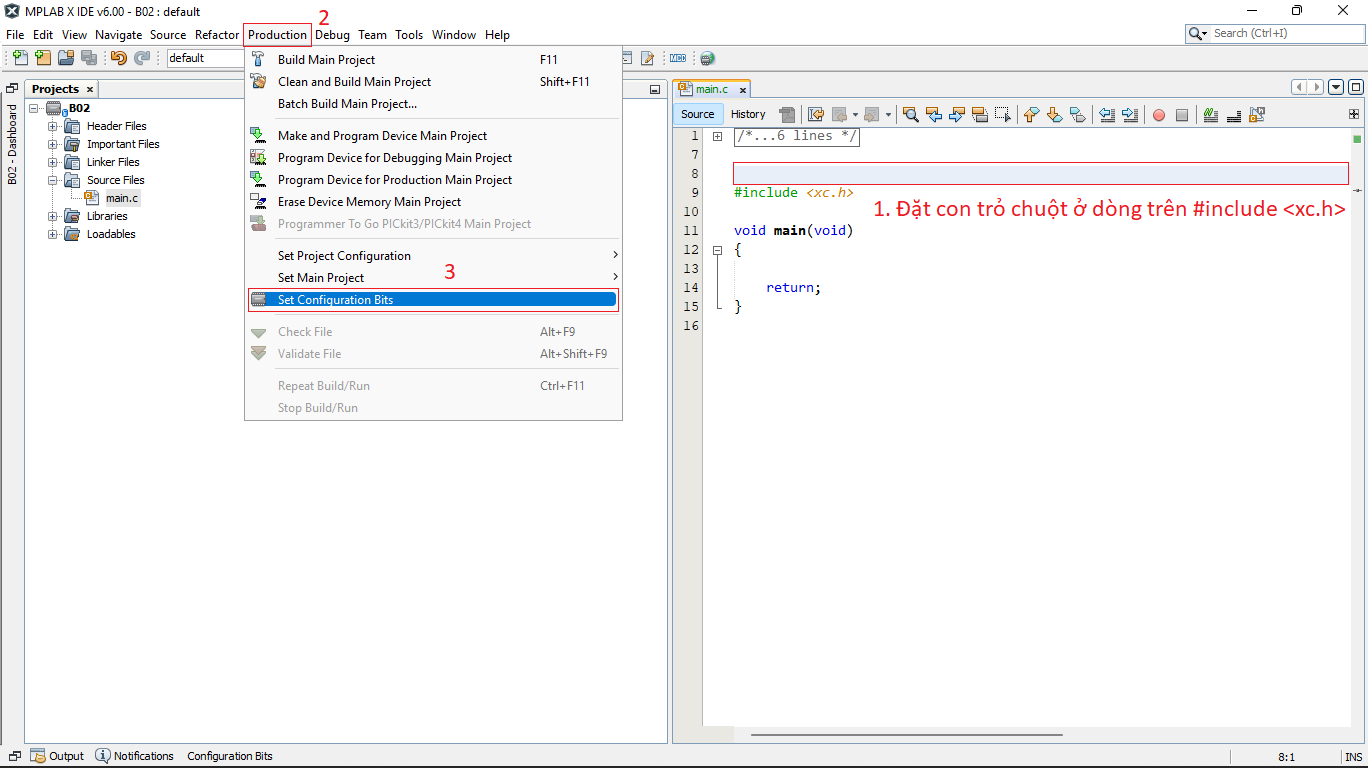 MPLAB X IDE v6.00 - B02 : default
2
File Edit View Navigate Source Refactor Production Debug Team Tools Window Help
Search (Ctrl+I)
default
Projects
B02 - Dashboard
B02
Header Files
Important Files
Linker Files
Source Files
main.c
Libraries
Loadables
Build Main Project F11
Clean and Build Main Project Shift+F11
Batch Build Main Project...
Make and Program Device Main Project
Program Device for Debugging Main Project
Program Device for Production Main Project
Erase Device Memory Main Project
Programmer To Go PICkit3/PICkit4 Main Project
Set Project Configuration
3
Set Main Project
Set Configuration Bits
Check File Alt+F9
Validate File Alt+Shift+F9
Repeat Build/Run Ctrl+F11
Stop Build/Run
main.c
Source History
1 /*...6 lines */
7
8
9 #include <xc.h>
1. Đặt con trỏ chuột ở dòng trên #include <xc.h>
10
11 void main(void)
12 {
13
14 return;
15 }
16
Output Notifications Configuration Bits
8:1 INS